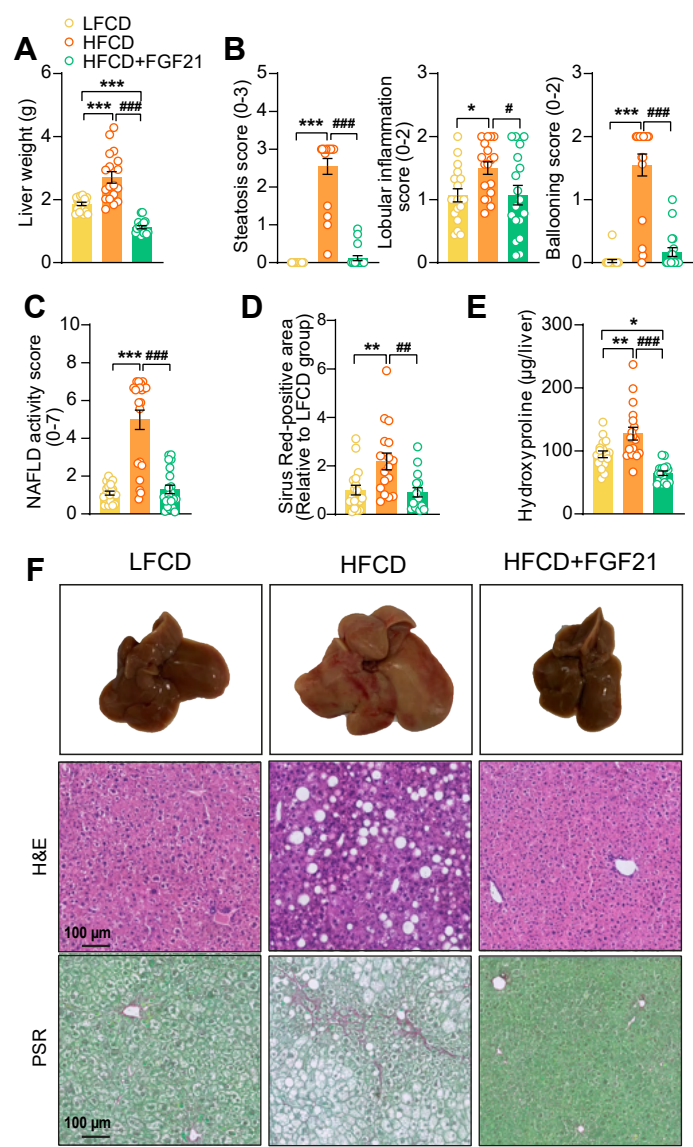 LFCD
HFCD
HFCD+FGF21
A
Liver weight (g)
6
4
2
0
***
***
###
B
Steatosis score (0-3)
5
4
3
2
1
0
***
###
Lobular inflammation
score (0-2)
3
2
1
0
*
#
Ballooning score (0-2)
3
2
1
0
***
###
C
NAFLD activity score
(0-7)
10
8
6
4
2
0
***
###
D
Sirus Red-positive area
(Relative to LFCD group)
8
6
4
2
0
**
##
E
Hydroxyproline (µg/liver)
300
200
100
0
*
**
###
F
LFCD
HFCD
HFCD+FGF21
H&E
100 µm
PSR
100 µm